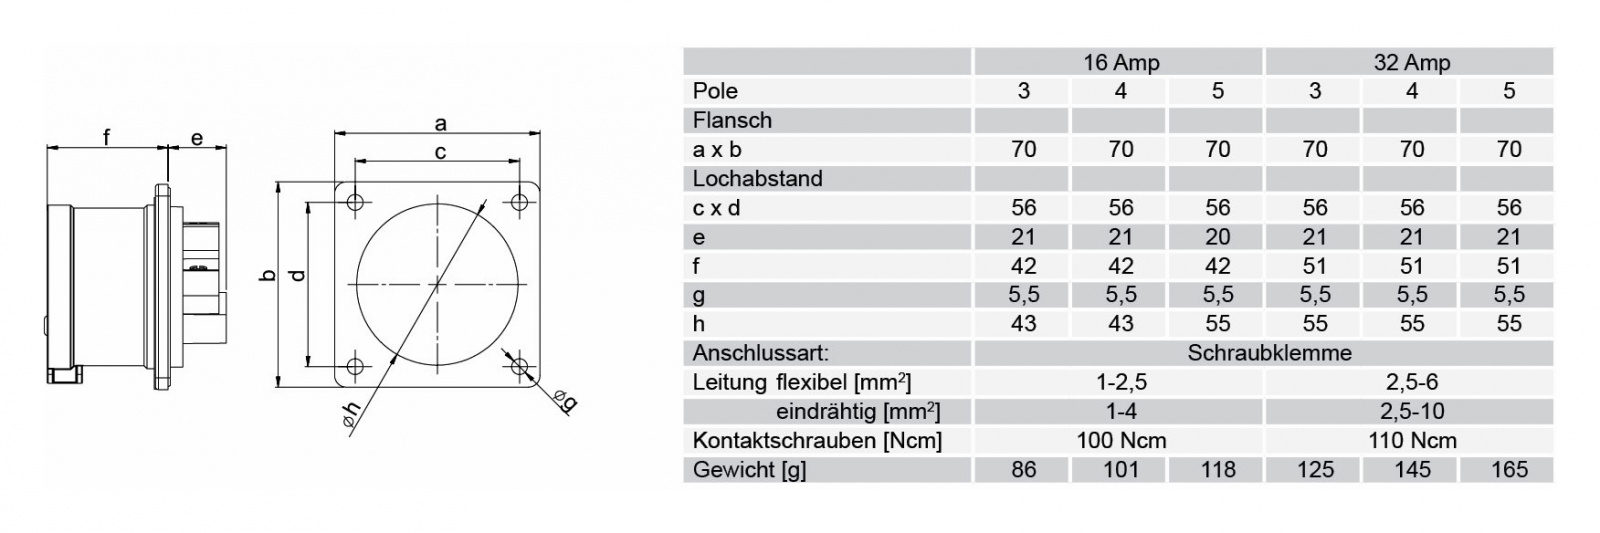 f e
a
c
b d
øh
øg
16 Amp 32 Amp
Pole 3 4 5 3 4 5
Flansch
a x b 70 70 70 70 70 70
Lochabstand
c x d 56 56 56 56 56 56
e 21 21 20 21 21 21
f 42 42 42 51 51 51
g 5,5 5,5 5,5 5,5 5,5 5,5
h 43 43 55 55 55 55
Anschlussart: Schraubklemme
Leitung flexibel [mm²] 1-2,5 2,5-6
eindrähtig [mm²] 1-4 2,5-10
Kontaktschrauben [Ncm] 100 Ncm 110 Ncm
Gewicht [g] 86 101 118 125 145 165